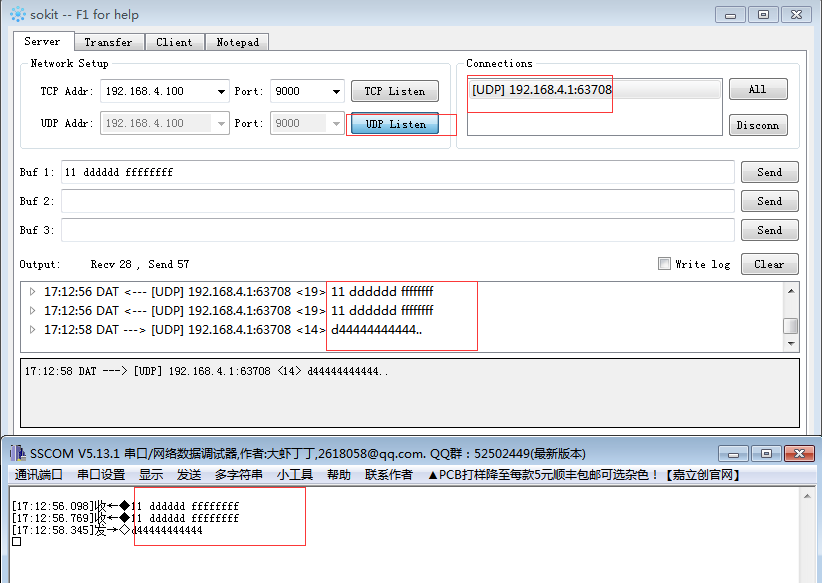 sokit -- F1 for help
Server Transfer Client Notepad
Network Setup
TCP Addr: 192.168.4.100 Port: 9000 TCP Listen
UDP Addr: 192.168.4.100 Port: 9000 UDP Listen
Connections
[UDP] 192.168.4.1:63708
All
Disconn
Buf 1: 11 dddddd ffffffff Send
Buf 2: Send
Buf 3: Send
Output: Recv 28 , Send 57 Write log Clear
17:12:56 DAT <--- [UDP] 192.168.4.1:63708 <19> 11 dddddd ffffffff
17:12:56 DAT <--- [UDP] 192.168.4.1:63708 <19> 11 dddddd ffffffff
17:12:58 DAT ---> [UDP] 192.168.4.1:63708 <14> d44444444444..
17:12:58 DAT ---> [UDP] 192.168.4.1:63708 <14> d44444444444..
SSCOM V5.13.1 串口/网络数据调试器,作者:大虾丁丁,2618058@qq.com. QQ群：52502449(最新版本)
通讯端口 串口设置 显示 发送 多字符串 小工具 帮助 联系作者 ▲PCB打样降至每款5元顺丰包邮可选杂色！【嘉立创官网】
[17:12:56.098]收←◆11 dddddd ffffffff
[17:12:56.769]收←◆11 dddddd ffffffff
[17:12:58.345]发→◇d44444444444